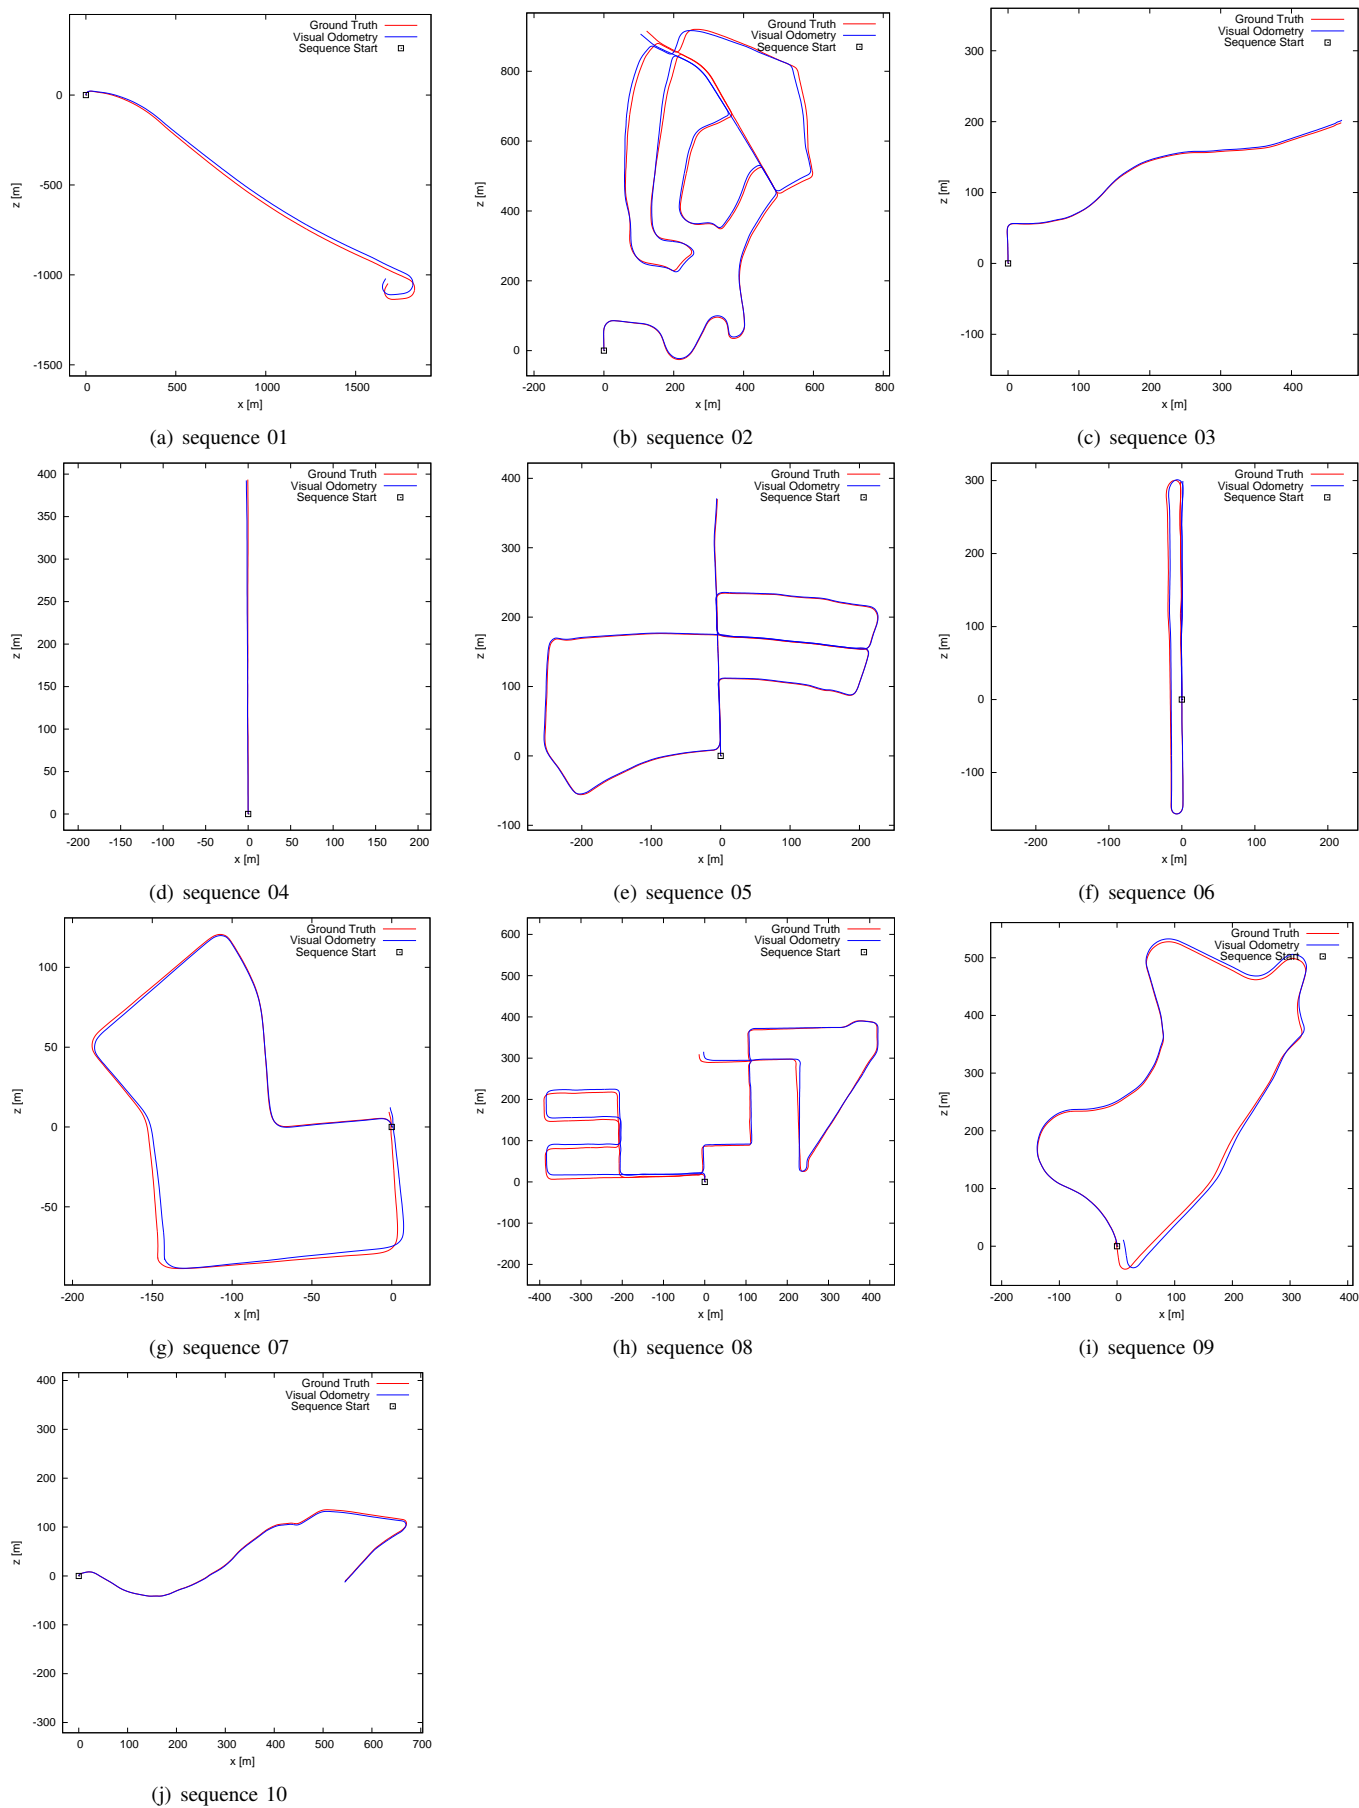 Ground Truth
Visual Odometry
Sequence Start
z [m]
0
-500
-1000
-1500
0 500 1000 1500
x [m]
(a) sequence 01
Ground Truth
Visual Odometry
Sequence Start
z [m]
800
600
400
200
0
-200 0 200 400 600 800
x [m]
(b) sequence 02
Ground Truth
Visual Odometry
Sequence Start
z [m]
300
200
100
0
-100
0 100 200 300 400
x [m]
(c) sequence 03
Ground Truth
Visual Odometry
Sequence Start
z [m]
400
350
300
250
200
150
100
50
0
-200 -150 -100 -50 0 50 100 150 200
x [m]
(d) sequence 04
Ground Truth
Visual Odometry
Sequence Start
z [m]
400
300
200
100
0
-100
-200 -100 0 100 200
x [m]
(e) sequence 05
Ground Truth
Visual Odometry
Sequence Start
z [m]
300
200
100
0
-100
-200 -100 0 100 200
x [m]
(f) sequence 06
Ground Truth
Visual Odometry
Sequence Start
z [m]
100
50
0
-50
-200 -150 -100 -50 0
x [m]
(g) sequence 07
Ground Truth
Visual Odometry
Sequence Start
z [m]
600
500
400
300
200
100
0
-100
-200
-400 -300 -200 -100 0 100 200 300 400
x [m]
(h) sequence 08
Ground Truth
Visual Odometry
Sequence Start
z [m]
500
400
300
200
100
0
-200 -100 0 100 200 300 400
x [m]
(i) sequence 09
Ground Truth
Visual Odometry
Sequence Start
z [m]
400
300
200
100
0
-100
-200
-300
0 100 200 300 400 500 600 700
x [m]
(j) sequence 10